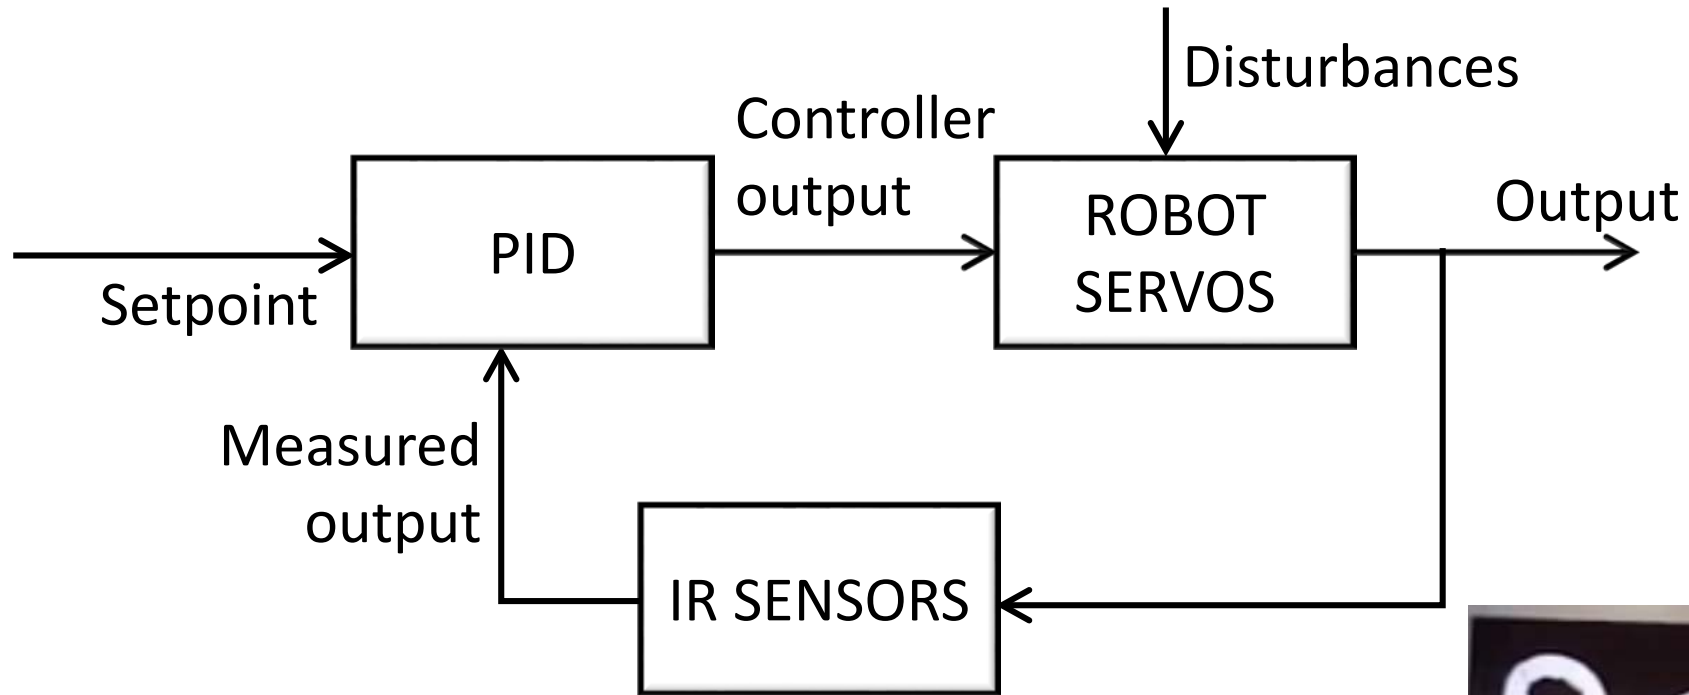 Disturbances
Controller
output
Setpoint
PID
ROBOT
SERVOS
Output
Measured
output
IR SENSORS